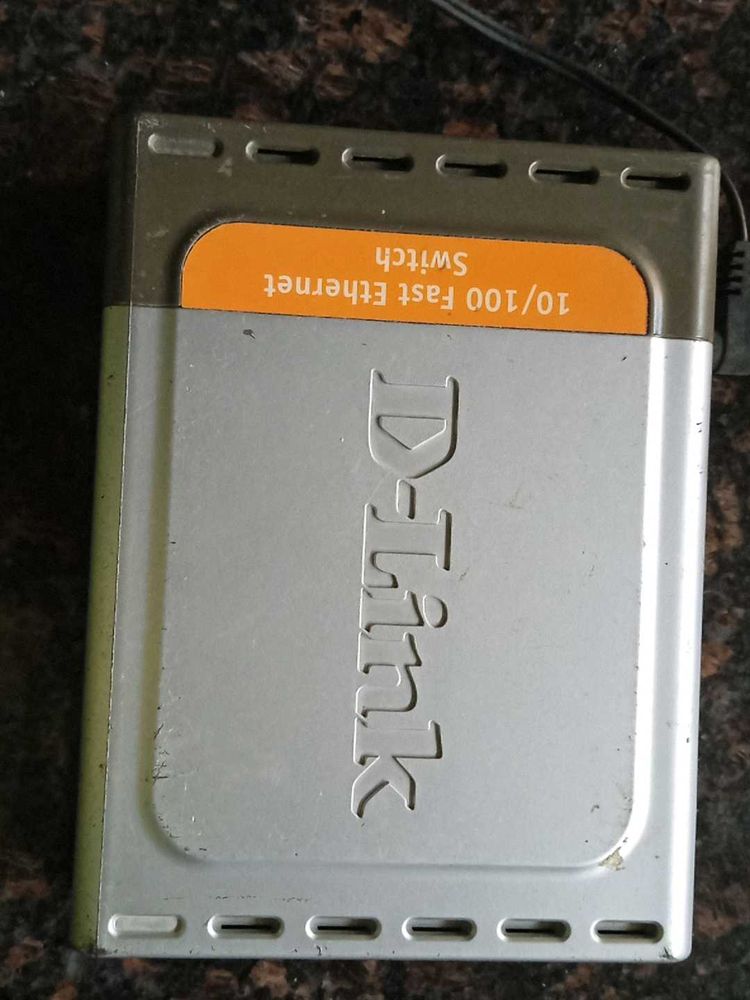 10/100 Fast Ethernet
Switch
D-Link